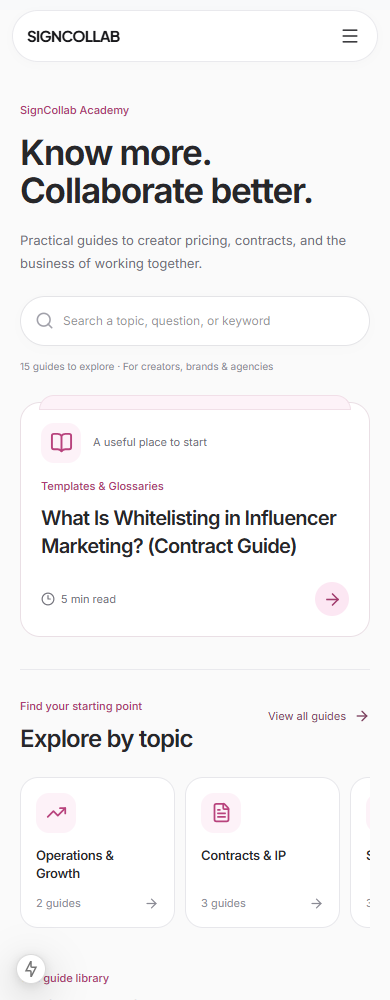 SIGNCOLLAB
SignCollab Academy
Know more.
Collaborate better.
Practical guides to creator pricing, contracts, and the
business of working together.
Search a topic, question, or keyword
15 guides to explore · For creators, brands & agencies
A useful place to start
Templates & Glossaries
What Is Whitelisting in Influencer
Marketing? (Contract Guide)
5 min read
Find your starting point
View all guides
Explore by topic
Operations &
Growth
2 guides
Contracts & IP
3 guides
guide library